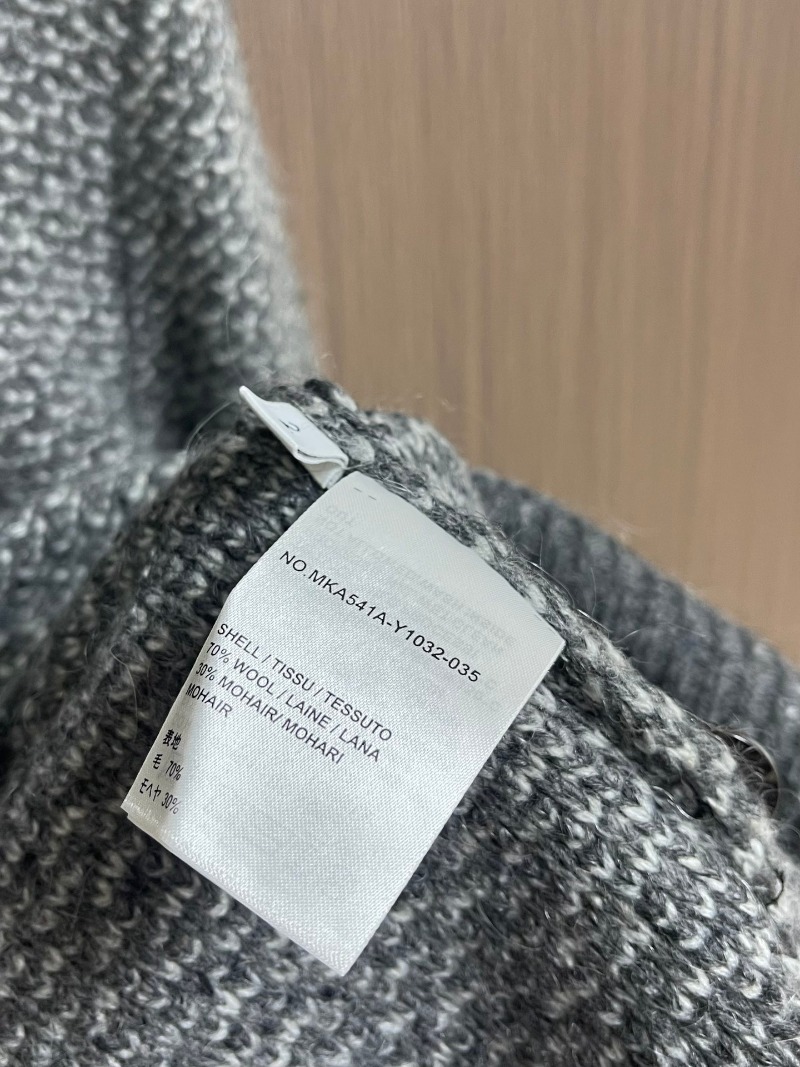 2
NO.MKA541A-Y1032-035
SHELL / TISSU / TESSUTO
70% WOOL / LAINE / LANA
30% MOHAIR/ MOHARI
MOHAIR
表地
毛 70%
モヘヤ 30%